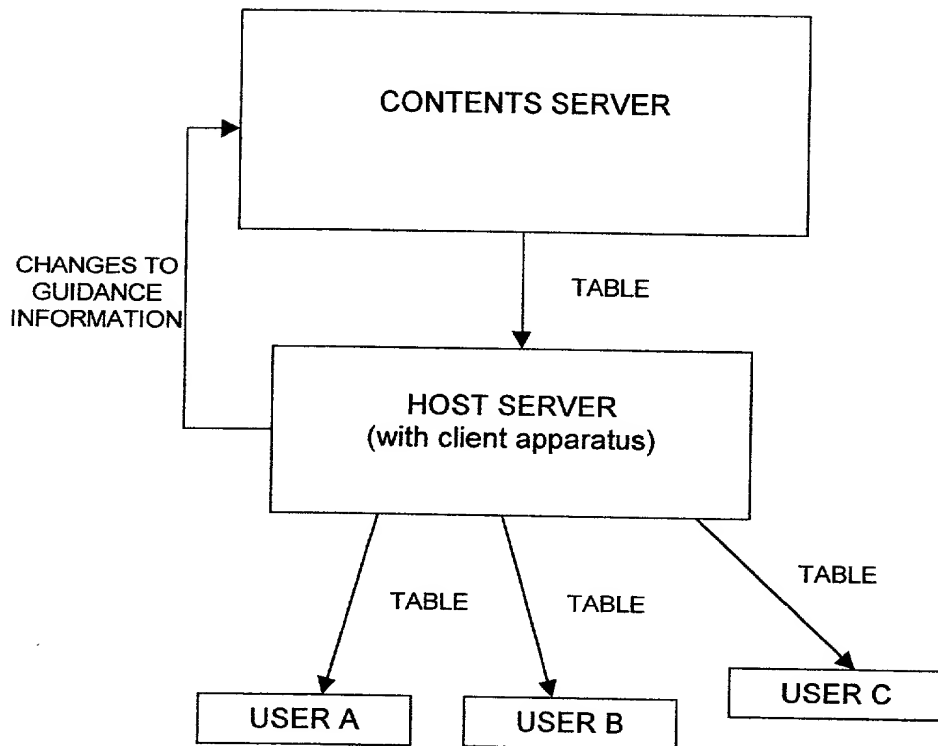 CONTENTS SERVER
CHANGES TO
GUIDANCE
INFORMATION
TABLE
HOST SERVER
(with client apparatus)
TABLE
TABLE
TABLE
USER A
USER B
USER C